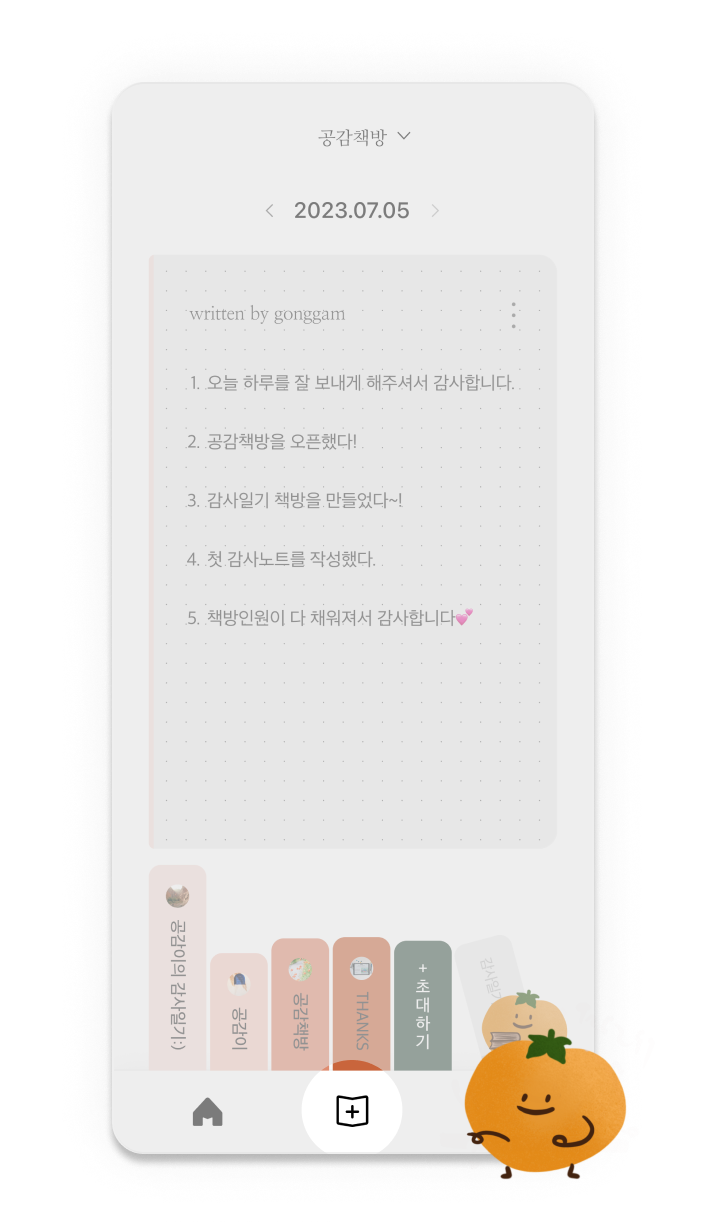 공감책방
2023.07.05
written by gonggam
1. 오늘 하루를 잘 보내게 해주셔서 감사합니다.
2. 공감책방을 오픈했다!
3. 감사일기 책방을 만들었다~!
4. 첫 감사노트를 작성했다.
5. 책방인원이 다 채워져서 감사합니다💕
공감이의 감사일기:)
공감이
공감책방
THANKS
+초대하기
감사일기